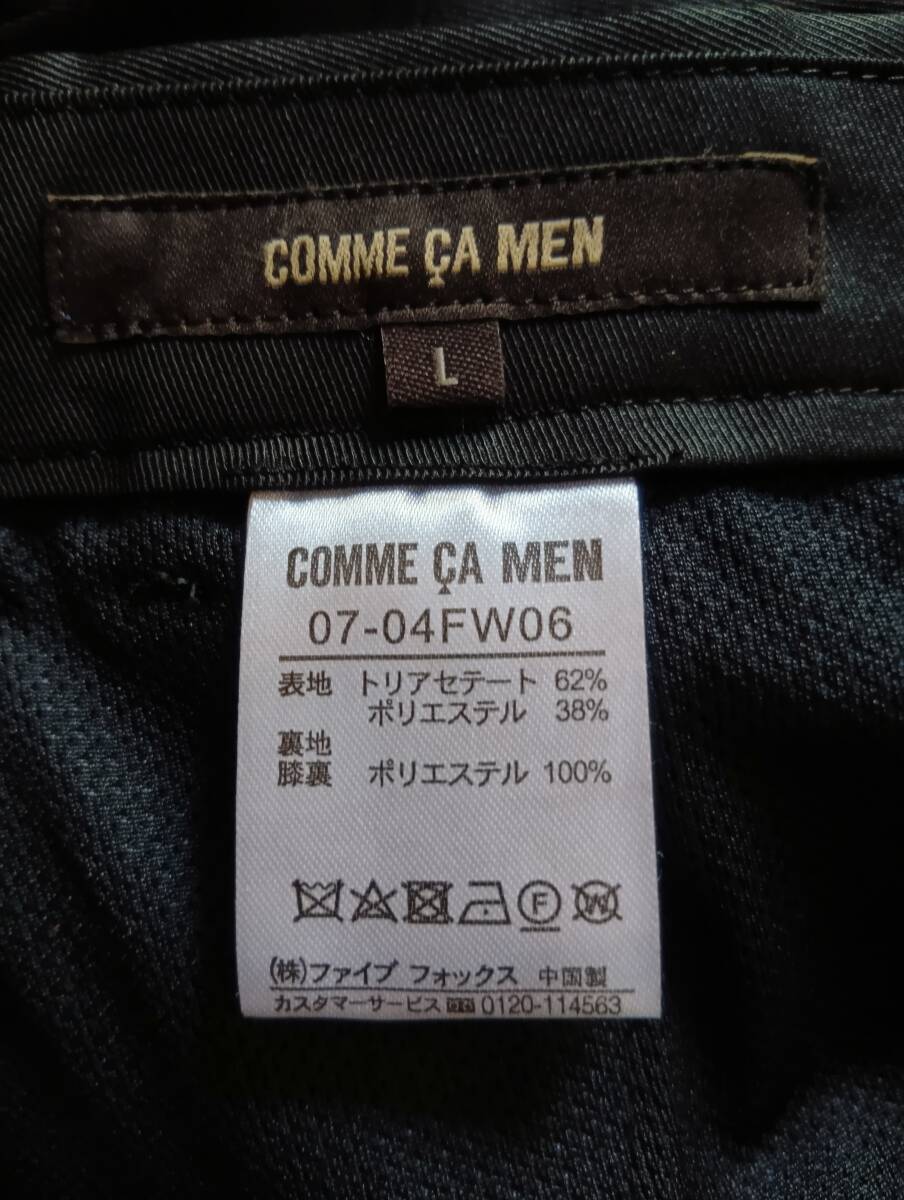 COMME ÇA MEN
L
COMME ÇA MEN
07-04FW06
表地 トリアセテート 62%
ポリエステル 38%
裏地
膝裏 ポリエステル 100%
F W
(株)ファイブ フォックス 中国製
カスタマーサービス 0120-114563